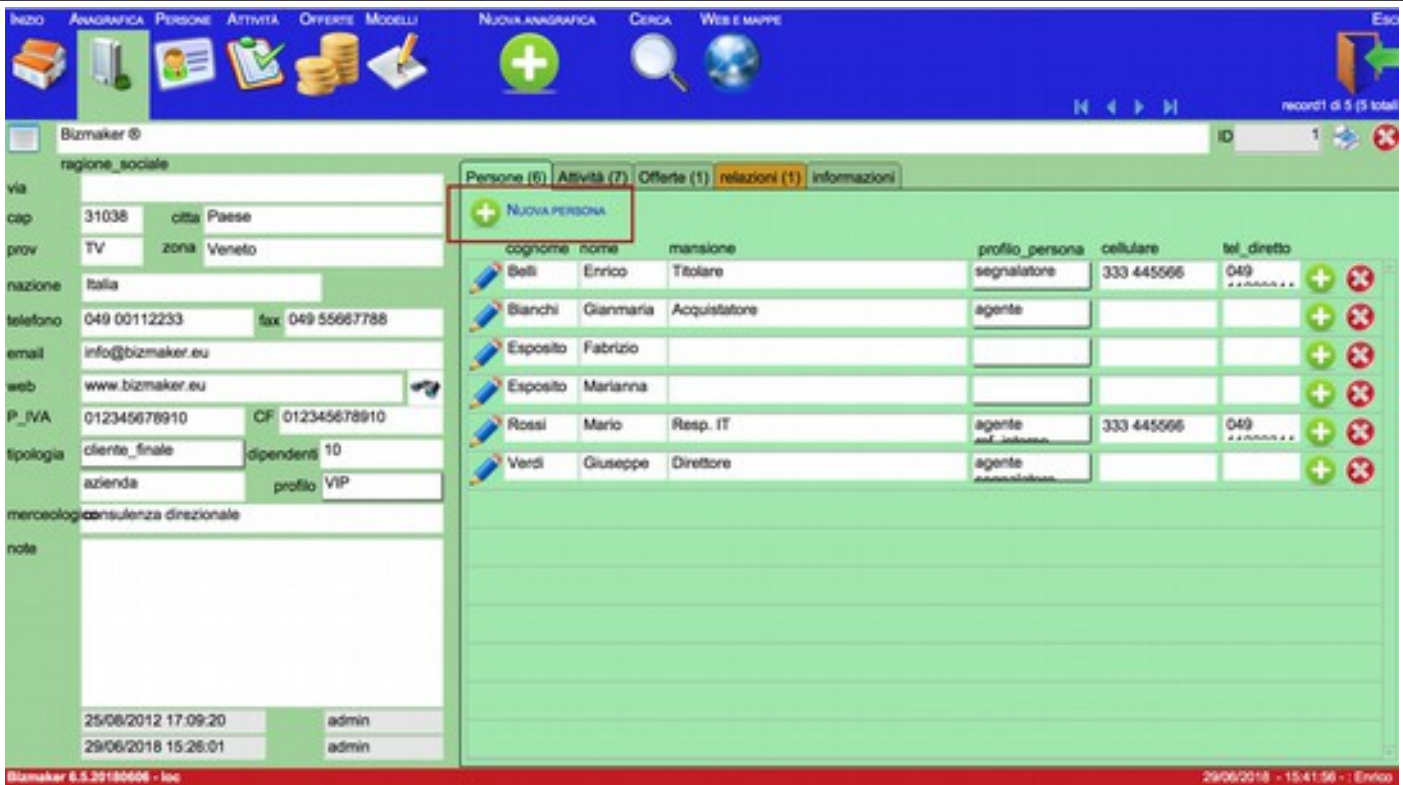 INIZIO ANAGRAFICA PERSONE ATTIVITÀ OFFERTE MODELLI NUOVA ANAGRAFICA CERCA WEB E MAPPE Esc
record1 di 5 (5 totali
Bizmaker ® ID 1
ragione_sociale
Persone (6) Attività (7) Offerte (1) relazioni (1) informazioni
via
NUOVA PERSONA
cap 31038 citta Paese
prov TV zona Veneto
cognome nome mansione profilo_persona cellulare tel_diretto
nazione Italia
telefono 049 00112233 fax 049 55667788
email info@bizmaker.eu
web www.bizmaker.eu
P_IVA 012345678910 CF 012345678910
tipologia cliente_finale dipendenti 10
azienda profilo VIP
consulenza direzionale
note
Belli Enrico Titolare segnalatore 333 445566 049
Bianchi Gianmaria Acquistatore agente
Esposito Fabrizio
Esposito Marianna
Rossi Mario Resp. IT agente 333 445566 049
Verdi Giuseppe Direttore agente
25/08/2012 17:09:20 admin
29/06/2018 15:26:01 admin
Bizmaker 6.5.20180606 - loc 29/06/2018 - 15:41:56 - : Enrico